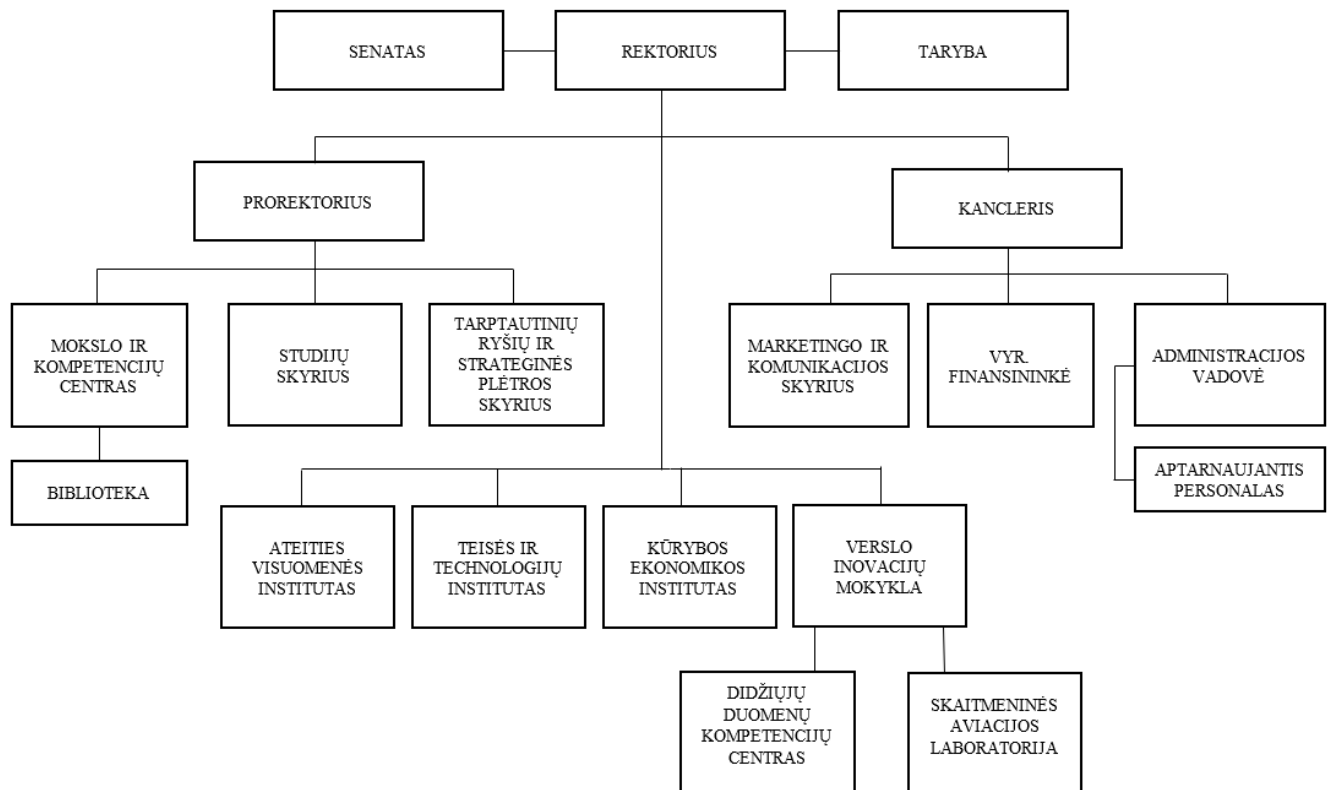 SENATAS
REKTORIUS
TARYBA
PROREKTORIUS
KANCLERIS
MOKSLO IR
KOMPETENCIJŲ
CENTRAS
STUDIJŲ
SKYRIUS
TARPTAUTINIŲ
RYŠIŲ IR
STRATEGINĖS
PLĖTROS
SKYRIUS
MARKETINGO IR
KOMUNIKACIJOS
SKYRIUS
VYR.
FINANSININKĖ
ADMINISTRACIJOS
VADOVĖ
BIBLIOTEKA
APTARNAUJANTIS
PERSONALAS
ATEITIES
VISUOMENĖS
INSTITUTAS
TEISĖS IR
TECHNOLOGIJŲ
INSTITUTAS
KŪRYBOS
EKONOMIKOS
INSTITUTAS
VERSLO
INOVACIJŲ
MOKYKLA
DIDŽIŲJŲ
DUOMENŲ
KOMPETENCIJŲ
CENTRAS
SKAITMENINĖS
AVIACIJOS
LABORATORIJA